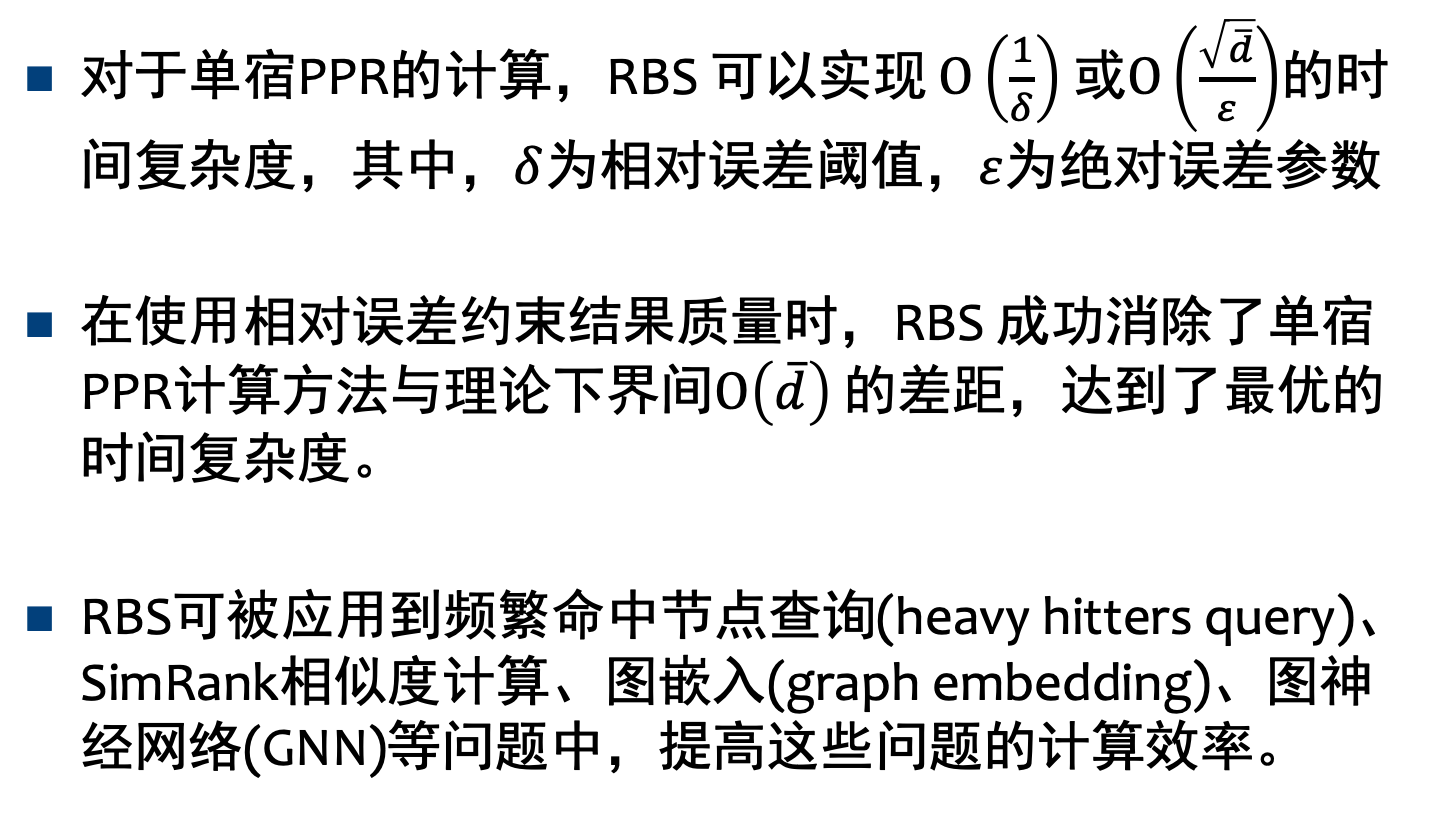 ■ 对于单宿PPR的计算，RBS 可以实现 O(1/δ) 或O(√d̄/ε)的时
间复杂度，其中，δ为相对误差阈值，ε为绝对误差参数
■ 在使用相对误差约束结果质量时，RBS 成功消除了单宿
PPR计算方法与理论下界间O(d̄) 的差距，达到了最优的
时间复杂度。
■ RBS可被应用到频繁命中节点查询(heavy hitters query)、
SimRank相似度计算、图嵌入(graph embedding)、图神
经网络(GNN)等问题中，提高这些问题的计算效率。